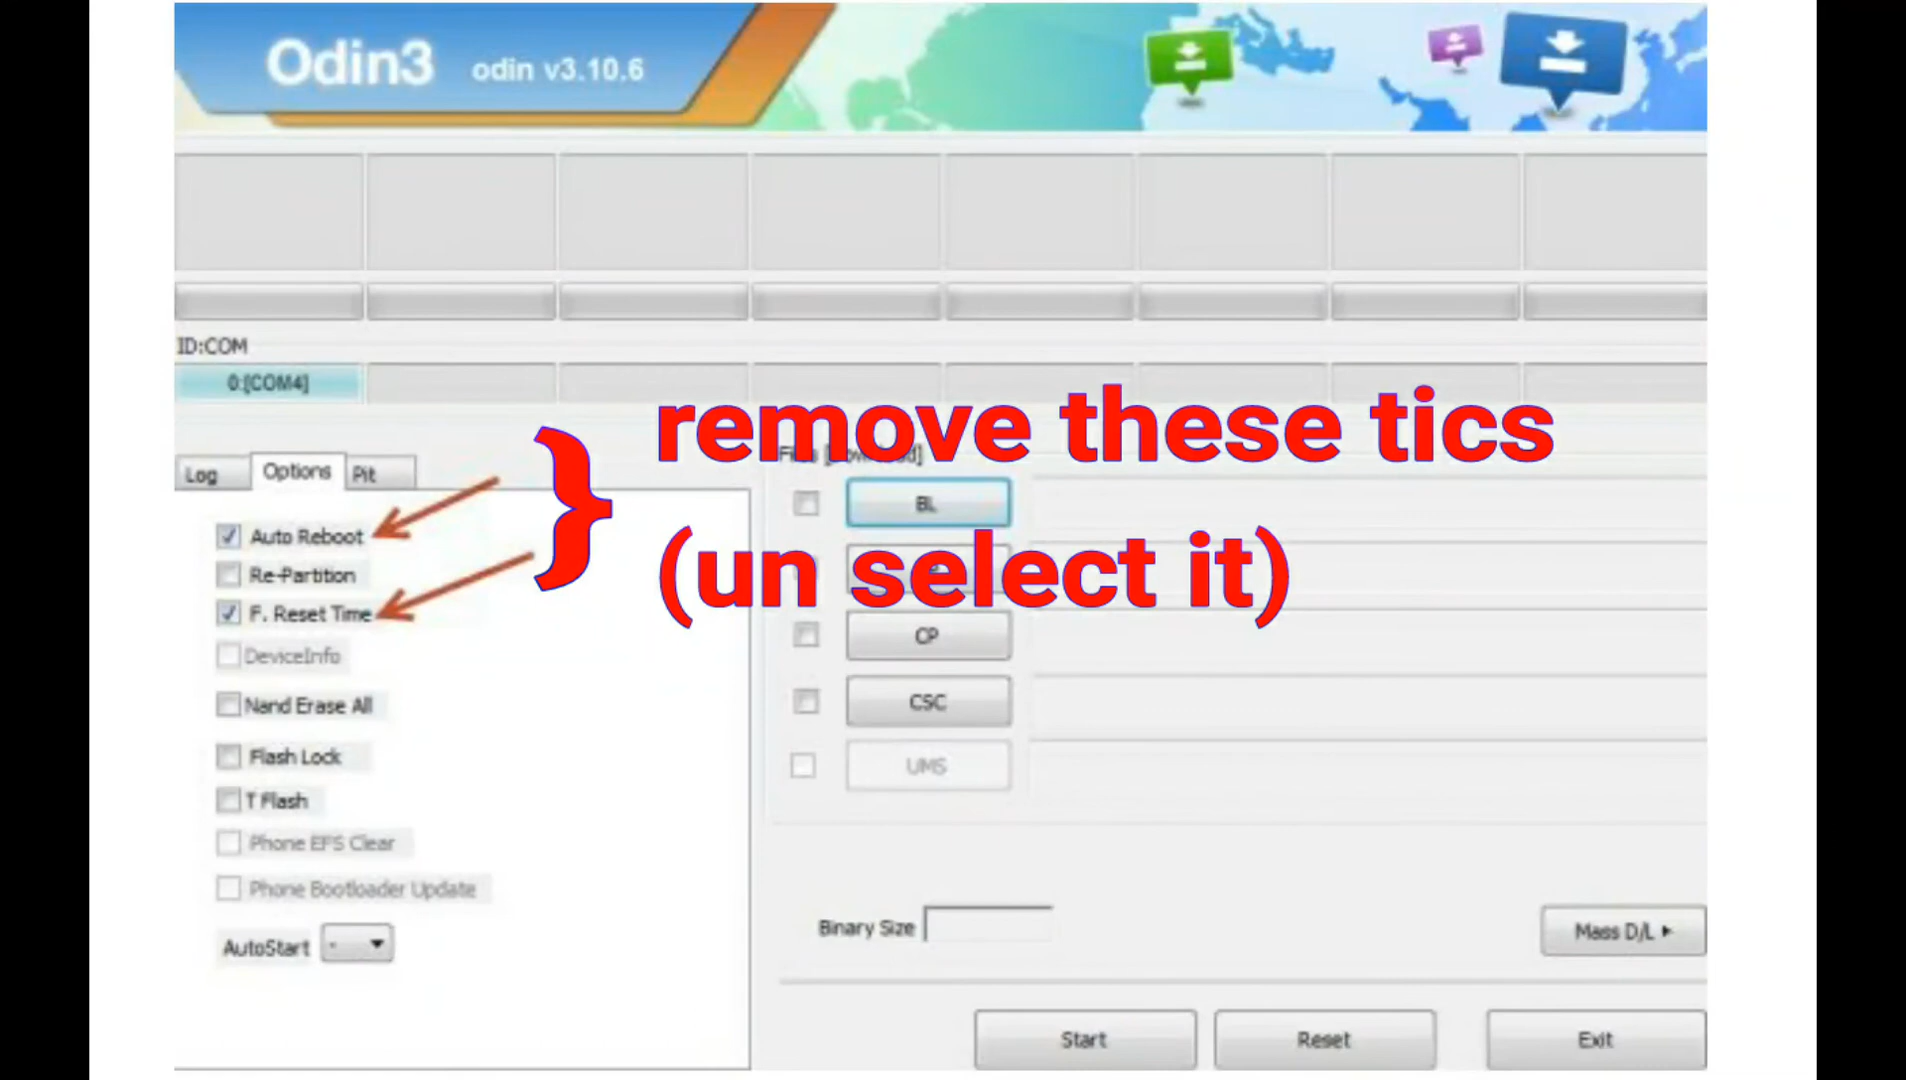 Odin3 odin v3.10.6
ID:COM
0:[COM4]
remove these tics
Log Options Pit
Auto Reboot
BL
(un select it)
Re-Partition
F. Reset Time
CP
DeviceInfo
Nand Erase All
CSC
Flash Lock
UMS
T Flash
Phone EFS Clear
Phone Bootloader Update
AutoStart -
Binary Size
Mass D/L
Start Reset Exit